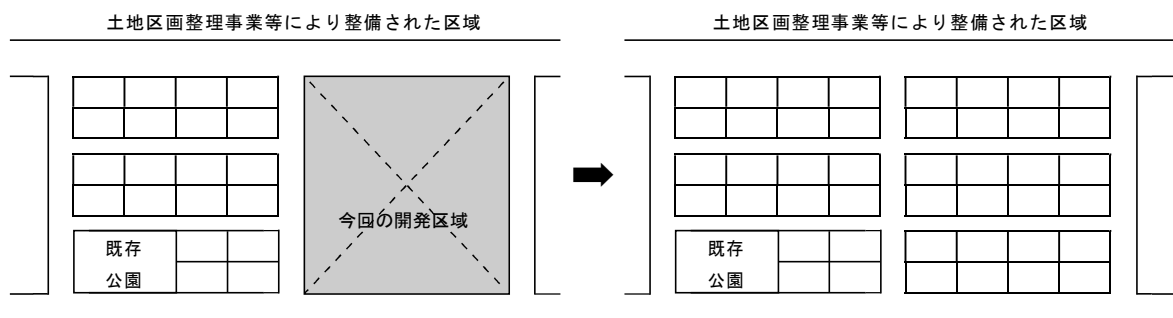 土地区画整理事業等により整備された区域
土地区画整理事業等により整備された区域
今回の開発区域
既存
公園
既存
公園